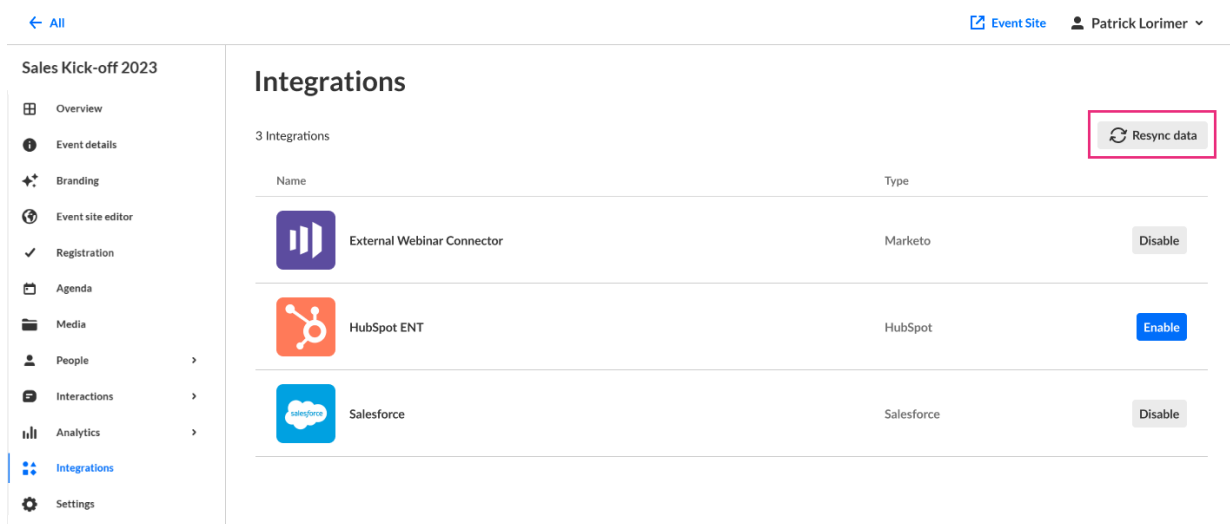 All
Event Site
Patrick Lorimer
Sales Kick-off 2023
Overview
Event details
Branding
Event site editor
Registration
Agenda
Media
People
Interactions
Analytics
Integrations
Settings
Integrations
3 Integrations
Resync data
Name Type
External Webinar Connector Marketo Disable
HubSpot ENT HubSpot Enable
salesforce Salesforce Salesforce Disable